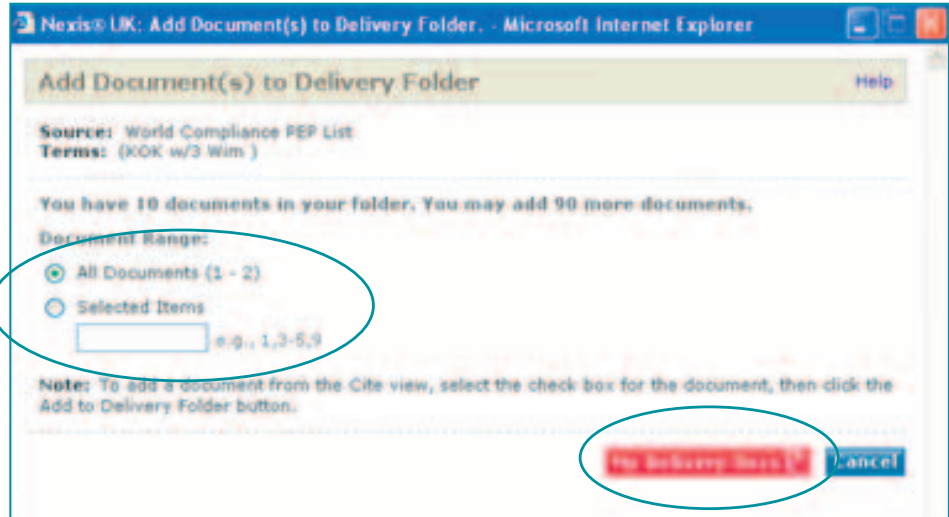 Nexis® UK: Add Document(s) to Delivery Folder. - Microsoft Internet Explorer
Add Document(s) to Delivery Folder Help
Source: World Compliance PEP List
Terms: (KOK w/3 Wim )
You have 10 documents in your folder. You may add 90 more documents.
Document Range:
All Documents (1 - 2)
Selected Items
e.g., 1,3-5,9
Note: To add a document from the Cite view, select the check box for the document, then click the
Add to Delivery Folder button.
My Delivery Cancel